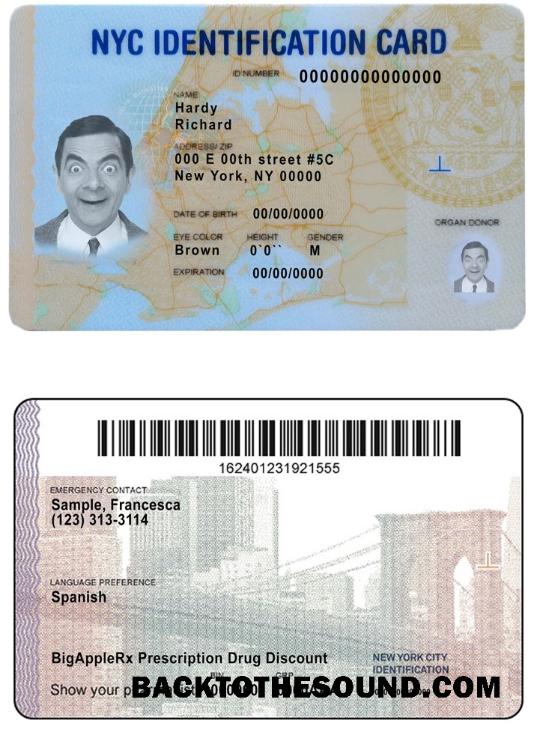 NYC IDENTIFICATION CARD
ID NUMBER 00000000000000
NAME
Hardy
Richard
ADDRESS/ ZIP
000 E 00th street #5C
New York, NY 00000
DATE OF BIRTH 00/00/0000
ORGAN DONOR
EYE COLOR HEIGHT GENDER
Brown 0`0`` M
EXPIRATION 00/00/0000
162401231921555
EMERGENCY CONTACT
Sample, Francesca
(123) 313-3114
LANGUAGE PREFERENCE
Spanish
BigAppleRx Prescription Drug Discount
NEW YORK CITY
IDENTIFICATION
BIN GRP
Show your
BACKTOTHESOUND.COM